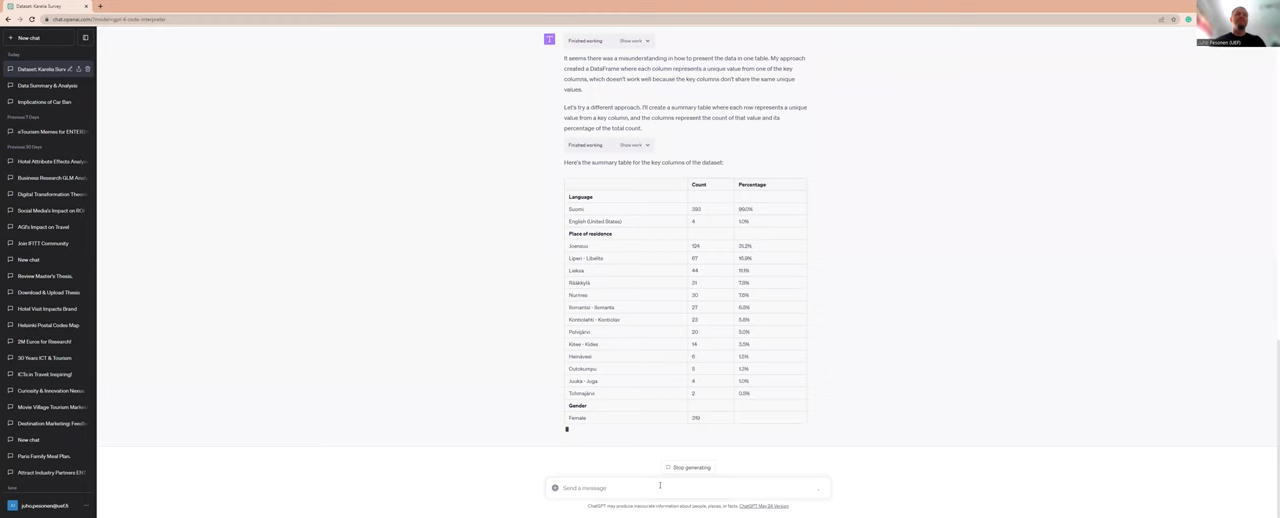 Dataset: Karelia Survey
chat.openai.com/?model=gpt-4-code-interpreter
New chat
Today
Dataset: Karelia Surv
Data Summary & Analysis
Implications of Car Ban
Previous 7 Days
eTourism Memes for ENTER
Previous 30 Days
Hotel Attribute Effects Analys
Business Research GLM Anal
Digital Transformation Theor
Social Media's Impact on ROI
AGI's Impact on Travel
Join IFITT Community
New chat
Review Master's Thesis.
Download & Upload Thesis
Hotel Visit Impacts Brand
Helsinki Postal Codes Map
2M Euros for Research!
30 Years ICT & Tourism
ICTs in Travel: Inspiring!
Curiosity & Innovation Nexus
Movie Village Tourism Market
Destination Marketing: Feedb
New chat
Paris Family Meal Plan.
Attract Industry Partners ENT
juho.pesonen@uef.fi
Pesonen (UEF)
Finished working Show work
It seems there was a misunderstanding in how to present the data in one table. My approach
created a DataFrame where each column represents a unique value from one of the key
columns, which doesn't work well because the key columns don't share the same unique
values.
Let's try a different approach. I'll create a summary table where each row represents a unique
value from a key column, and the columns represent the count of that value and its
percentage of the total count.
Finished working Show work
Here's the summary table for the key columns of the dataset:
Count Percentage
Language
Suomi 393 99.0%
English (United States) 4 1.0%
Place of residence
Joensuu 124 31.2%
Liperi - Libelits 67 16.9%
Lieksa 44 11.1%
Rääkkylä 31 7.8%
Nurmes 30 7.6%
Ilomantsi - Ilomants 27 6.8%
Kontiolahti - Kontiolax 23 5.8%
Polvijärvi 20 5.0%
Kitee - Kides 14 3.5%
Heinävesi 6 1.5%
Outokumpu 5 1.3%
Juuka - Juga 4 1.0%
Tohmajärvi 2 0.5%
Gender
Female 319
Stop generating
Send a message
ChatGPT may produce inaccurate information about people, places, or facts. ChatGPT May 24 Version